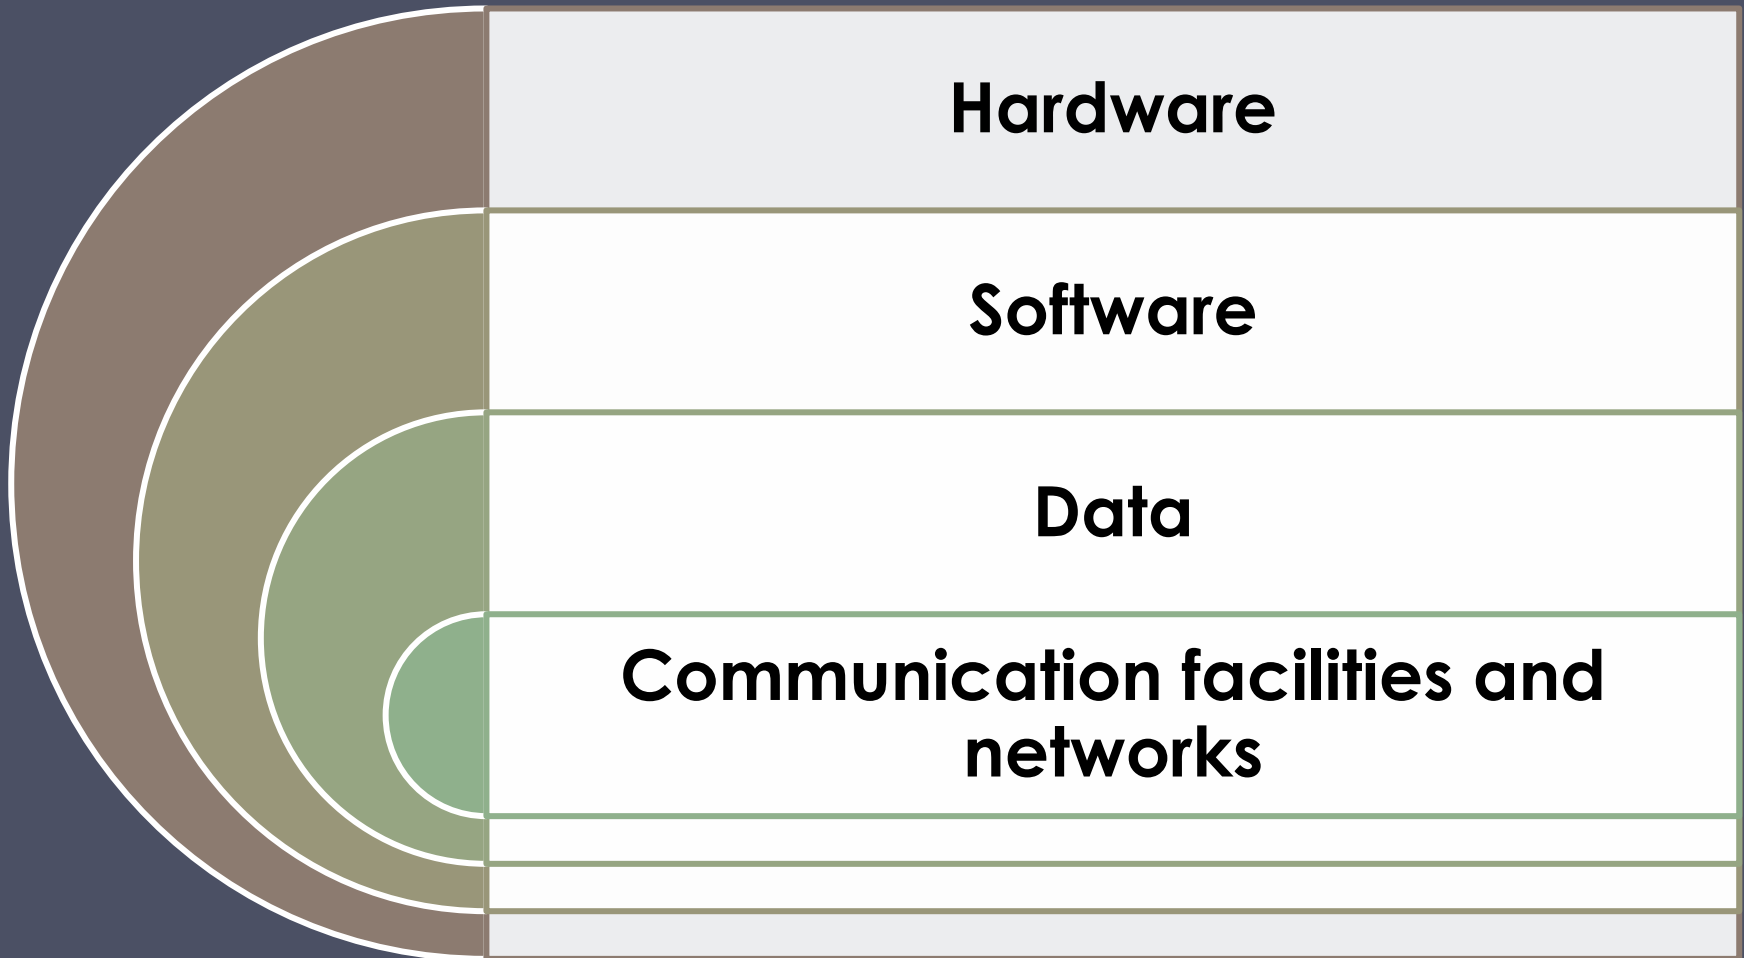 Hardware
Software
Data
Communication facilities and
networks